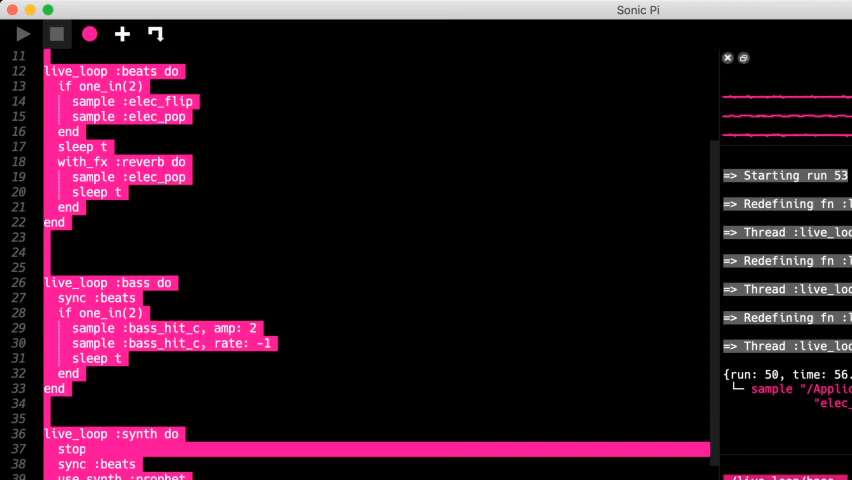 Sonic Pi
11
12 live_loop :beats do
13 if one_in(2)
14 sample :elec_flip
15 sample :elec_pop
16 end
17 sleep t
18 with_fx :reverb do
19 sample :elec_pop
20 sleep t
21 end
22 end
23
24
25
26 live_loop :bass do
27 sync :beats
28 if one_in(2)
29 sample :bass_hit_c, amp: 2
30 sample :bass_hit_c, rate: -1
31 sleep t
32 end
33 end
34
35
36 live_loop :synth do
37 stop
38 sync :beats
39 use_synth :prophet
=> Starting run 53
=> Redefining fn :l
=> Thread :live_loo
=> Redefining fn :l
=> Thread :live_loo
=> Redefining fn :l
=> Thread :live_loo
{run: 50, time: 56.
└─ sample "/Applic
"elec_
/live_loop/bass